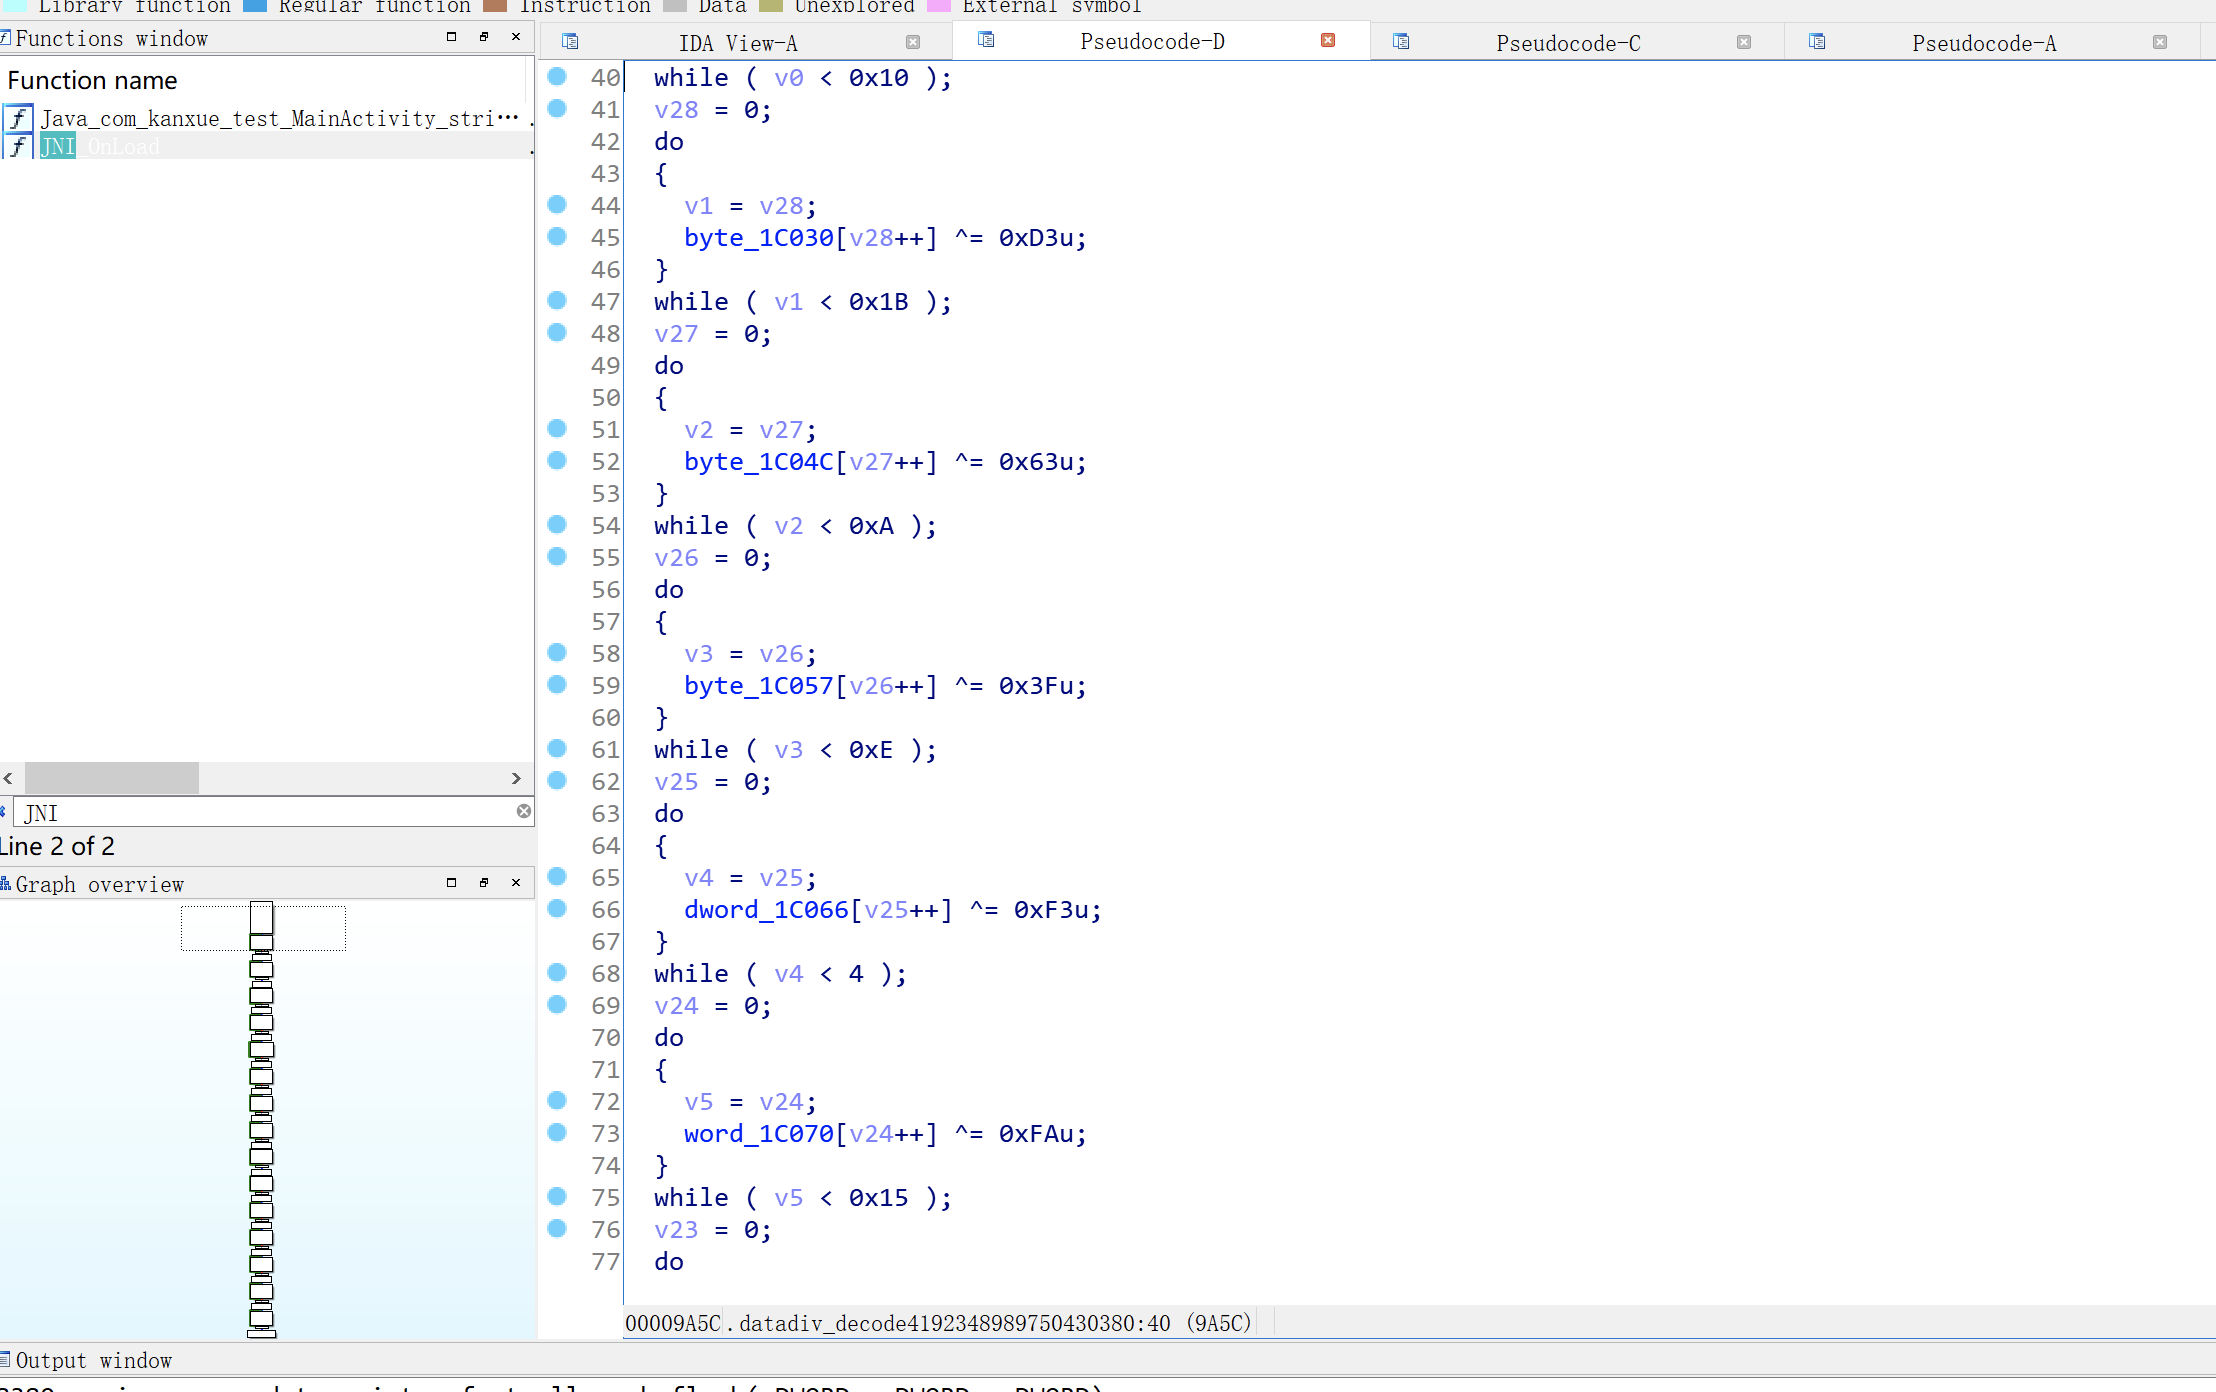 Library function Regular function Instruction Data Unexplored External symbol
Functions window
IDA View-A Pseudocode-D Pseudocode-C Pseudocode-A
Function name
Java_com_kanxue_test_MainActivity_stri… .
JNI_OnLoad .
40 while ( v0 < 0x10 );
41 v28 = 0;
42 do
43 {
44 v1 = v28;
45 byte_1C030[v28++] ^= 0xD3u;
46 }
47 while ( v1 < 0x1B );
48 v27 = 0;
49 do
50 {
51 v2 = v27;
52 byte_1C04C[v27++] ^= 0x63u;
53 }
54 while ( v2 < 0xA );
55 v26 = 0;
56 do
57 {
58 v3 = v26;
59 byte_1C057[v26++] ^= 0x3Fu;
60 }
61 while ( v3 < 0xE );
62 v25 = 0;
63 do
64 {
65 v4 = v25;
66 dword_1C066[v25++] ^= 0xF3u;
67 }
68 while ( v4 < 4 );
69 v24 = 0;
70 do
71 {
72 v5 = v24;
73 word_1C070[v24++] ^= 0xFAu;
74 }
75 while ( v5 < 0x15 );
76 v23 = 0;
77 do
JNI
Line 2 of 2
Graph overview
00009A5C .datadiv_decode4192348989750430380:40 (9A5C)
Output window